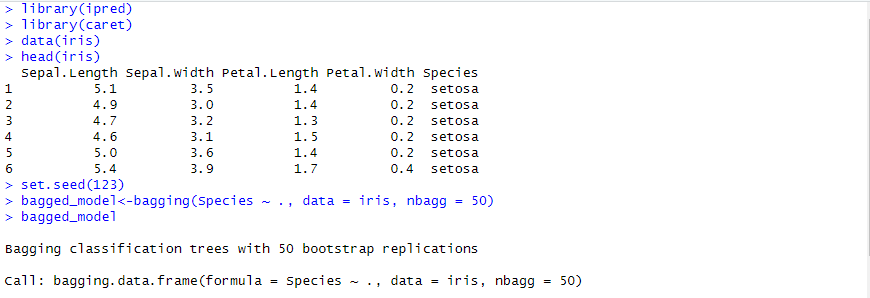 > library(ipred)
> library(caret)
> data(iris)
> head(iris)
  Sepal.Length Sepal.Width Petal.Length Petal.Width Species
1          5.1         3.5          1.4         0.2  setosa
2          4.9         3.0          1.4         0.2  setosa
3          4.7         3.2          1.3         0.2  setosa
4          4.6         3.1          1.5         0.2  setosa
5          5.0         3.6          1.4         0.2  setosa
6          5.4         3.9          1.7         0.4  setosa
> set.seed(123)
> bagged_model<-bagging(Species ~ ., data = iris, nbagg = 50)
> bagged_model
Bagging classification trees with 50 bootstrap replications
Call: bagging.data.frame(formula = Species ~ ., data = iris, nbagg = 50)